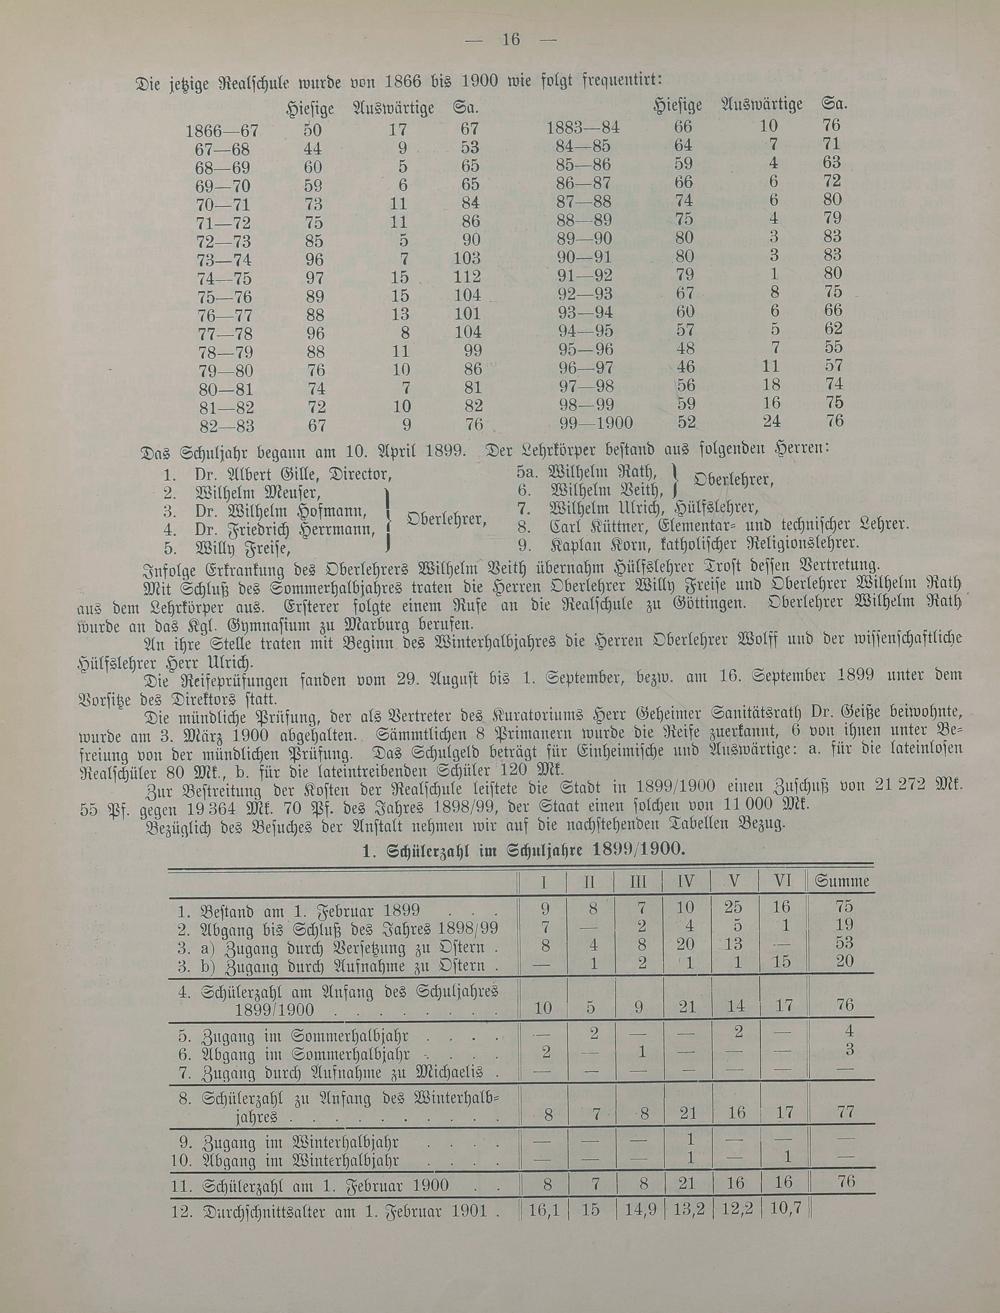 — 16 —
Die jetzige Realschule wurde von 1866 bis 1900 wie folgt frequentirt:
Hiesige Auswärtige Sa. Hiesige Auswärtige Sa.
1866—67 50 17 67 1883—84 66 10 76
67—68 44 9 53 84—85 64 7 71
68—69 60 5 65 85—86 59 4 63
69—70 59 6 65 86—87 66 6 72
70—71 73 11 84 87—88 74 6 80
71—72 75 11 86 88—89 75 4 79
72—73 85 5 90 89—90 80 3 83
73—74 96 7 103 90—91 80 3 83
74—75 97 15 112 91—92 79 1 80
75—76 89 15 104 92—93 67 8 75
76—77 88 13 101 93—94 60 6 66
77—78 96 8 104 94—95 57 5 62
78—79 88 11 99 95—96 48 7 55
79—80 76 10 86 96—97 46 11 57
80—81 74 7 81 97—98 56 18 74
81—82 72 10 82 98—99 59 16 75
82—83 67 9 76 99—1900 52 24 76
Das Schuljahr begann am 10. April 1899. Der Lehrkörper bestand aus folgenden Herren:
1. Dr. Albert Gille, Director,
2. Wilhelm Meuser,
3. Dr. Wilhelm Hofmann,
4. Dr. Friedrich Herrmann,
5. Willy Freise,
Oberlehrer,
5a. Wilhelm Rath,
6. Wilhelm Veith,
Oberlehrer,
7. Wilhelm Ulrich, Hülfslehrer,
8. Carl Küttner, Elementar- und technischer Lehrer.
9. Kaplan Korn, katholischer Religionslehrer.
Infolge Erkrankung des Oberlehrers Wilhelm Veith übernahm Hülfslehrer Trost dessen Vertretung.
Mit Schluß des Sommerhalbjahres traten die Herren Oberlehrer Willy Freise und Oberlehrer Wilhelm Rath
aus dem Lehrkörper aus. Ersterer folgte einem Rufe an die Realschule zu Göttingen. Oberlehrer Wilhelm Rath
wurde an das Kgl. Gymnasium zu Marburg berufen.
An ihre Stelle traten mit Beginn des Winterhalbjahres die Herren Oberlehrer Wolff und der wissenschaftliche
Hülfslehrer Herr Ulrich.
Die Reifeprüfungen fanden vom 29. August bis 1. September, bezw. am 16. September 1899 unter dem
Vorsitze des Direktors statt.
Die mündliche Prüfung, der als Vertreter des Kuratoriums Herr Geheimer Sanitätsrath Dr. Geiße beiwohnte,
wurde am 3. März 1900 abgehalten. Sämmtlichen 8 Primanern wurde die Reife zuerkannt, 6 von ihnen unter Be-
freiung von der mündlichen Prüfung. Das Schulgeld beträgt für Einheimische und Auswärtige: a. für die lateinlosen
Realschüler 80 Mk., b. für die lateintreibenden Schüler 120 Mk.
Zur Bestreitung der Kosten der Realschule leistete die Stadt in 1899/1900 einen Zuschuß von 21 272 Mk.
55 Pf. gegen 19 364 Mk. 70 Pf. des Jahres 1898/99, der Staat einen solchen von 11 000 Mk.
Bezüglich des Besuches der Anstalt nehmen wir auf die nachstehenden Tabellen Bezug.
1. Schülerzahl im Schuljahre 1899/1900.
I II III IV V VI Summe
1. Bestand am 1. Februar 1899 . . . 9 8 7 10 25 16 75
2. Abgang bis Schluß des Jahres 1898/99 7 — 2 4 5 1 19
3. a) Zugang durch Versetzung zu Ostern . 8 4 8 20 13 — 53
3. b) Zugang durch Aufnahme zu Ostern . — 1 2 1 1 15 20
4. Schülerzahl am Anfang des Schuljahres
1899/1900 . . . . . . . . 10 5 9 21 14 17 76
5. Zugang im Sommerhalbjahr . . . . — 2 — — 2 — 4
6. Abgang im Sommerhalbjahr . . . . 2 — 1 — — — 3
7. Zugang durch Aufnahme zu Michaelis . — — — — — — —
8. Schülerzahl zu Anfang des Winterhalb-
jahres . . . . . . . . . . 8 7 8 21 16 17 77
9. Zugang im Winterhalbjahr . . . . — — — 1 — — —
10. Abgang im Winterhalbjahr . . . . — — — 1 — 1 —
11. Schülerzahl am 1. Februar 1900 . . 8 7 8 21 16 16 76
12. Durchschnittsalter am 1. Februar 1901 . 16,1 15 14,9 13,2 12,2 10,7